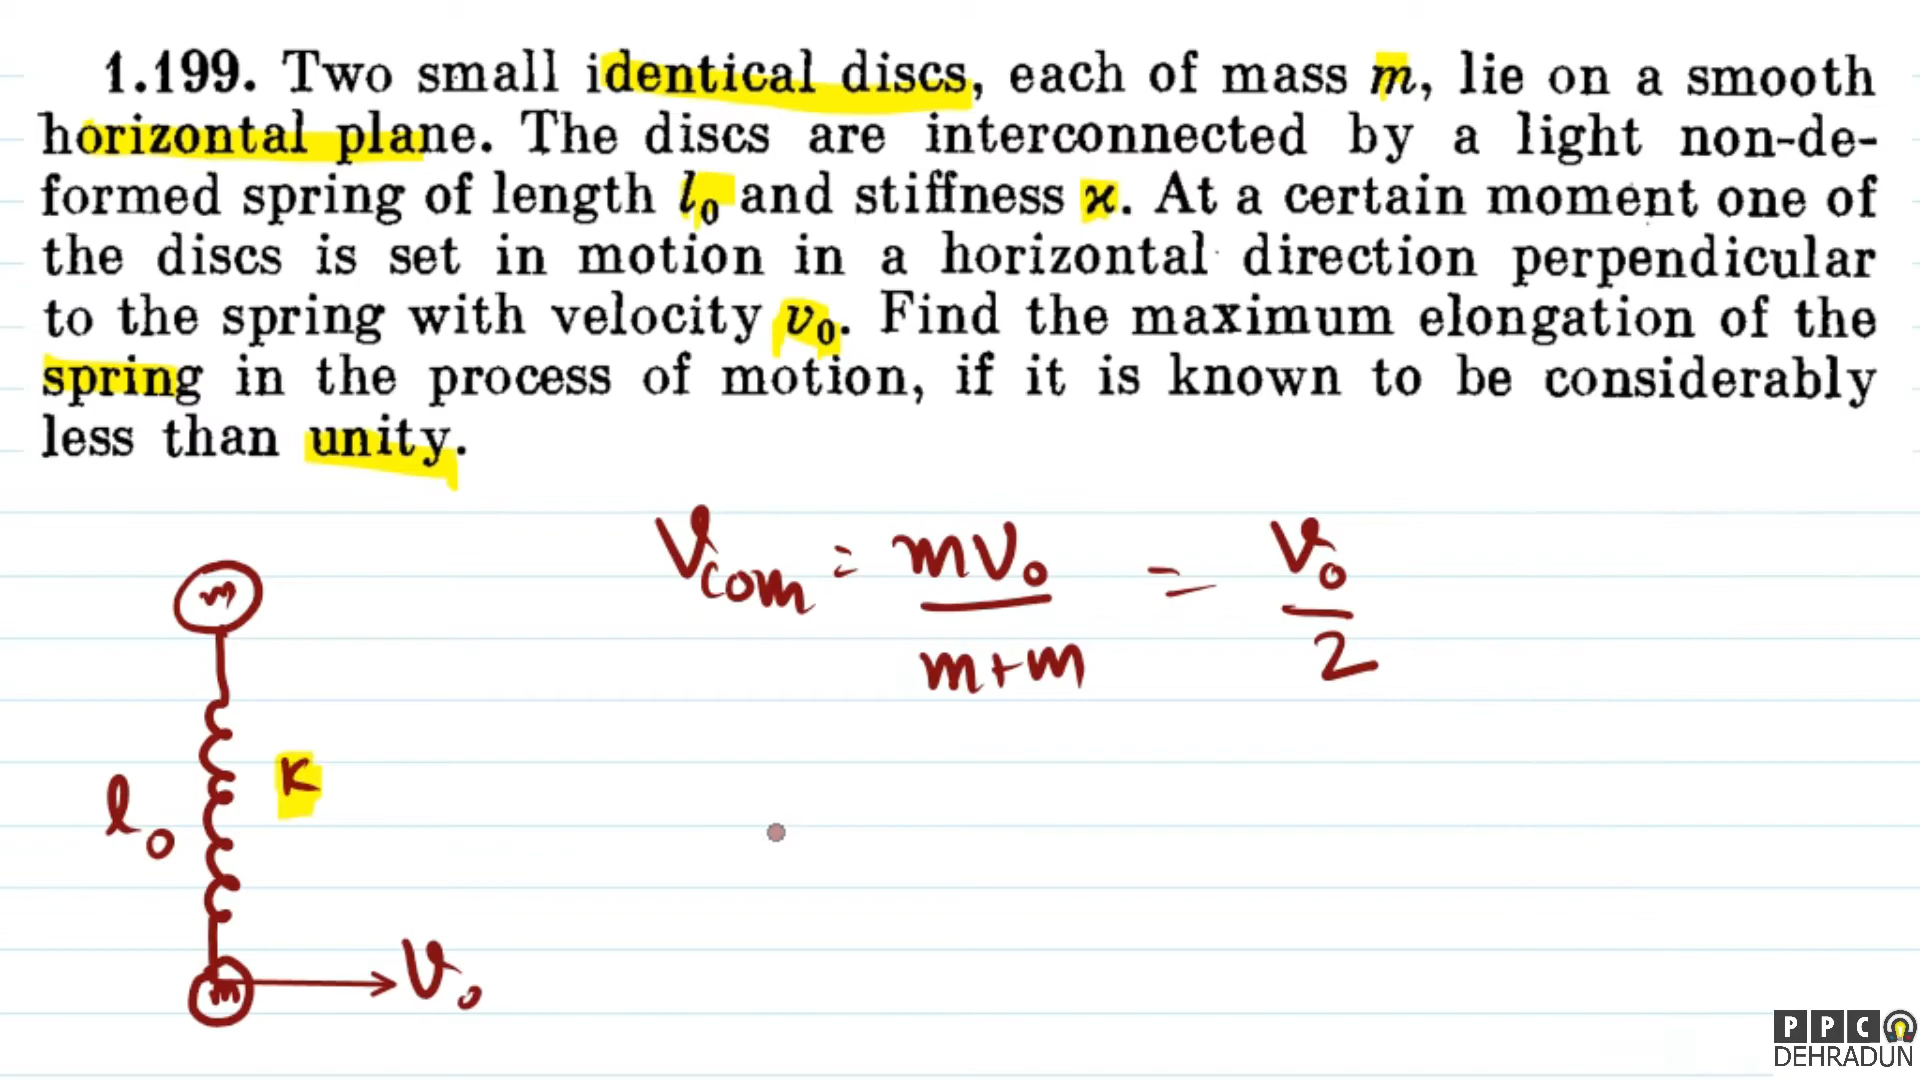 1.199. Two small identical discs, each of mass m, lie on a smooth
horizontal plane. The discs are interconnected by a light non-de-
formed spring of length l₀ and stiffness ϰ. At a certain moment one of
the discs is set in motion in a horizontal direction perpendicular
to the spring with velocity v₀. Find the maximum elongation of the
spring in the process of motion, if it is known to be considerably
less than unity.
V_com = mv₀ / m+m = v₀ / 2
m
K
l₀
m
v₀
PPC
DEHRADUN